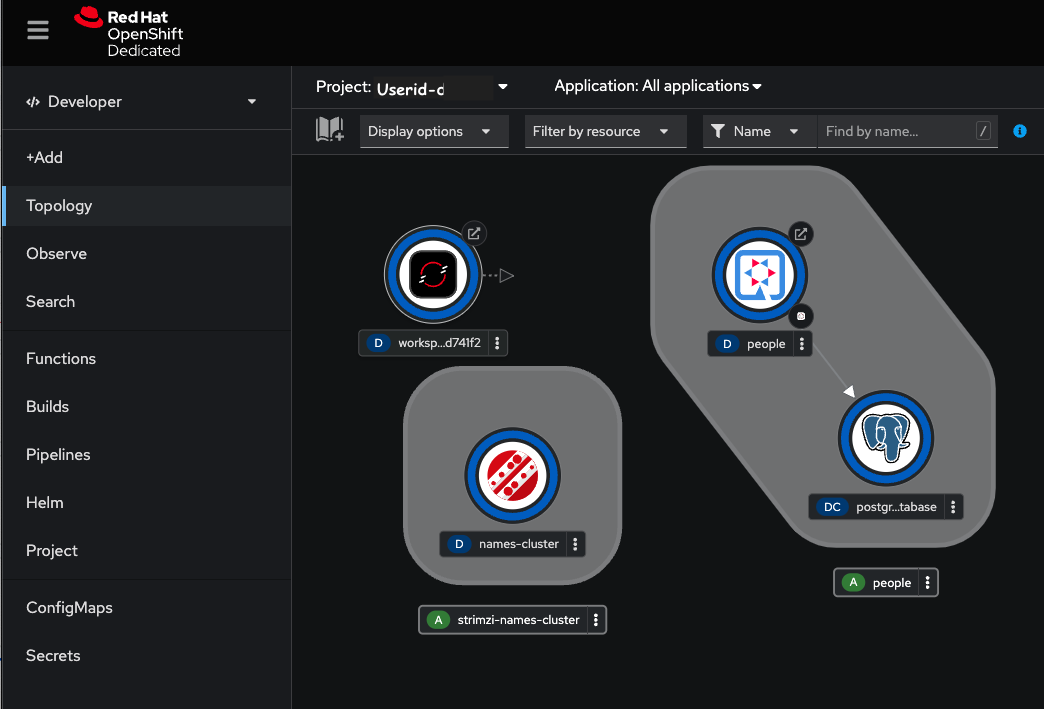 Red Hat
OpenShift
Dedicated
Developer
+Add
Topology
Observe
Search
Functions
Builds
Pipelines
Helm
Project
ConfigMaps
Secrets
Project: Userid-d
Application: All applications
Display options
Filter by resource
Name
Find by name...
/
i
D worksp...d741f2
D people
DC postgr...tabase
A people
D names-cluster
A strimzi-names-cluster